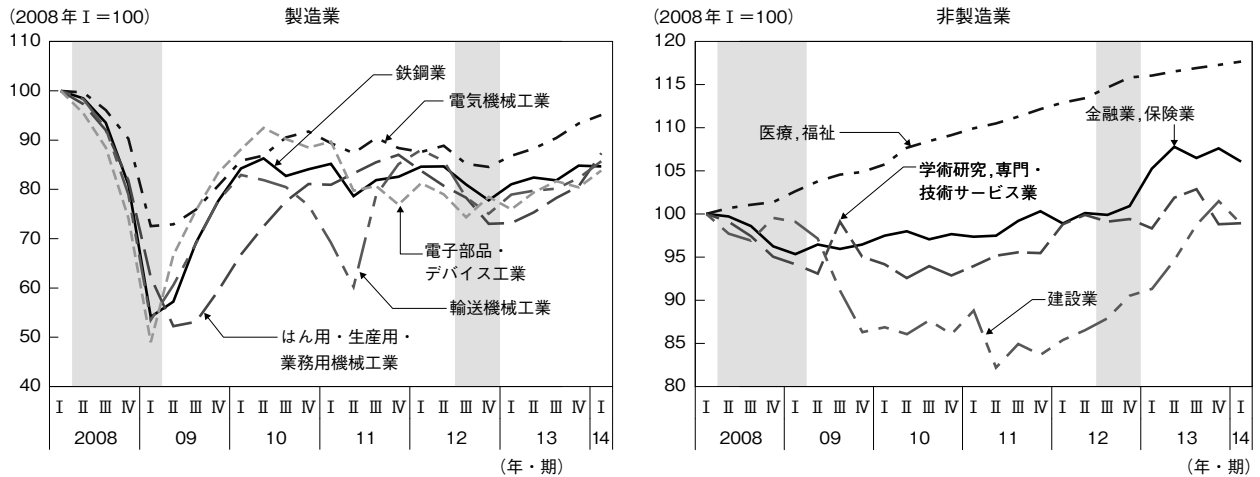 (2008年Ⅰ＝100)
製造業
110
100
90
80
70
60
50
40
鉄鋼業
電気機械工業
電子部品・
デバイス工業
輸送機械工業
はん用・生産用・
業務用機械工業
Ⅰ Ⅱ Ⅲ Ⅳ Ⅰ Ⅱ Ⅲ Ⅳ Ⅰ Ⅱ Ⅲ Ⅳ Ⅰ Ⅱ Ⅲ Ⅳ Ⅰ Ⅱ Ⅲ Ⅳ Ⅰ Ⅱ Ⅲ Ⅳ Ⅰ
2008 09 10 11 12 13 14
(年・期)
(2008年Ⅰ＝100)
非製造業
120
115
110
105
100
95
90
85
80
医療,福祉
金融業,保険業
学術研究,専門・
技術サービス業
建設業
Ⅰ Ⅱ Ⅲ Ⅳ Ⅰ Ⅱ Ⅲ Ⅳ Ⅰ Ⅱ Ⅲ Ⅳ Ⅰ Ⅱ Ⅲ Ⅳ Ⅰ Ⅱ Ⅲ Ⅳ Ⅰ Ⅱ Ⅲ Ⅳ Ⅰ
2008 09 10 11 12 13 14
(年・期)